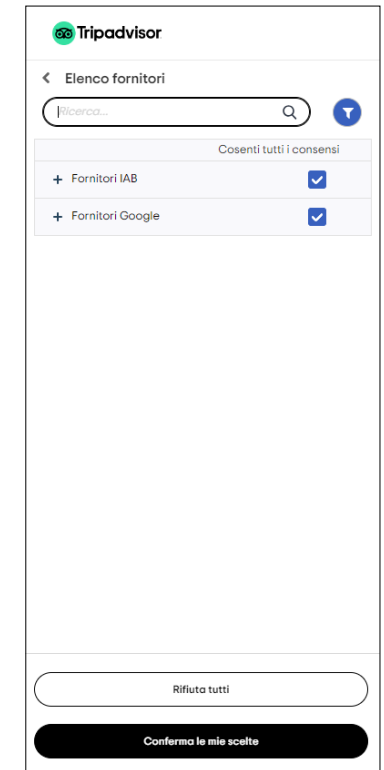 Tripadvisor
Elenco fornitori
Ricerca...
Cosenti tutti i consensi
Fornitori IAB
Fornitori Google
Rifiuta tutti
Conferma le mie scelte